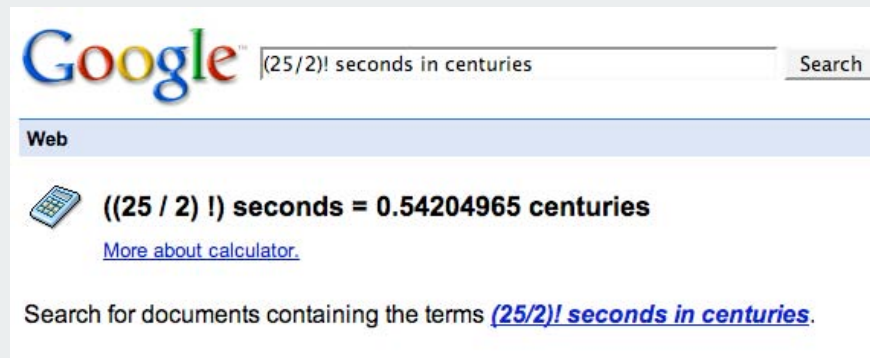 Google™ (25/2)! seconds in centuries Search
Web
((25 / 2) !) seconds = 0.54204965 centuries
More about calculator.
Search for documents containing the terms (25/2)! seconds in centuries.